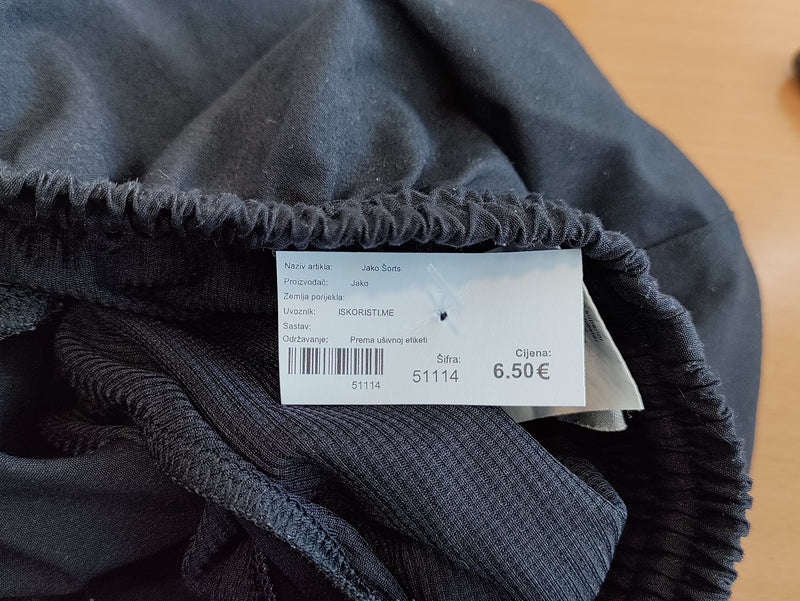 Naziv artikla: Jako Šorts
Proizvođač: Jako
Zemlja porijekla:
Uvoznik: ISKORISTI.ME
Sastav:
Održavanje: Prema ušivnoj etiketi
51114
Šifra:
51114
Cijena:
6.50€